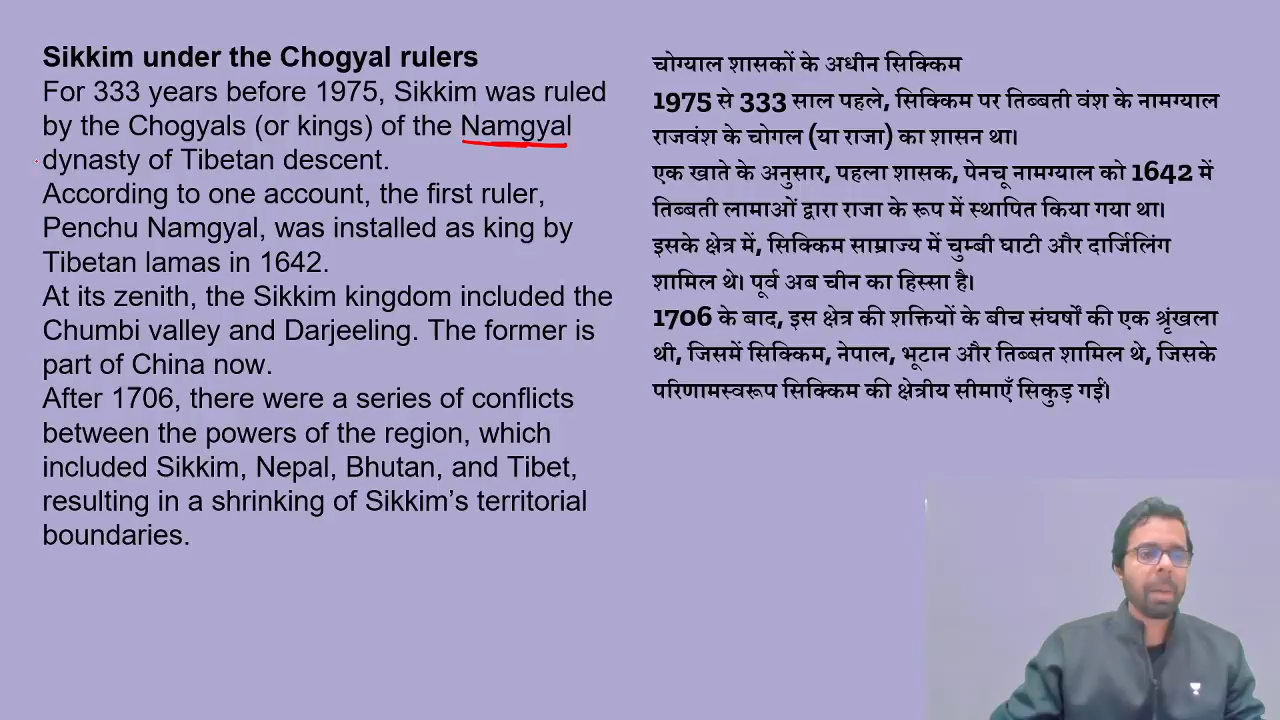 Sikkim under the Chogyal rulers
For 333 years before 1975, Sikkim was ruled
by the Chogyals (or kings) of the Namgyal
dynasty of Tibetan descent.
According to one account, the first ruler,
Penchu Namgyal, was installed as king by
Tibetan lamas in 1642.
At its zenith, the Sikkim kingdom included the
Chumbi valley and Darjeeling. The former is
part of China now.
After 1706, there were a series of conflicts
between the powers of the region, which
included Sikkim, Nepal, Bhutan, and Tibet,
resulting in a shrinking of Sikkim’s territorial
boundaries.
चोग्याल शासकों के अधीन सिक्किम
1975 से 333 साल पहले, सिक्किम पर तिब्बती वंश के नामग्याल
राजवंश के चोगल (या राजा) का शासन था।
एक खाते के अनुसार, पहला शासक, पेनचू नामग्याल को 1642 में
तिब्बती लामाओं द्वारा राजा के रूप में स्थापित किया गया था।
इसके क्षेत्र में, सिक्किम साम्राज्य में चुम्बी घाटी और दार्जिलिंग
शामिल थे। पूर्व अब चीन का हिस्सा है।
1706 के बाद, इस क्षेत्र की शक्तियों के बीच संघर्षों की एक श्रृंखला
थी, जिसमें सिक्किम, नेपाल, भूटान और तिब्बत शामिल थे, जिसके
परिणामस्वरूप सिक्किम की क्षेत्रीय सीमाएँ सिकुड़ गईं।